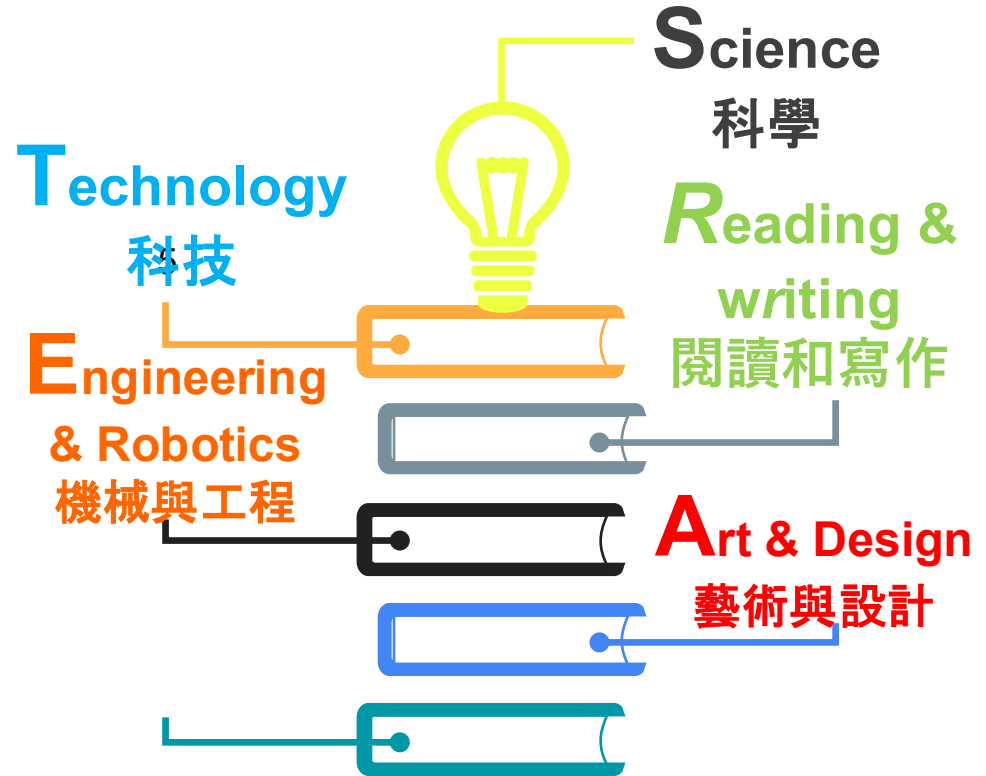 Science
科學
Technology
科技
5
Reading &
writing
閱讀和寫作
Engineering
& Robotics
機械與工程
Art & Design
藝術與設計